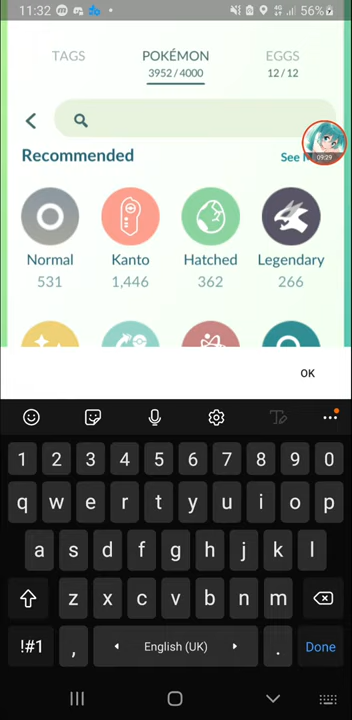 11:32 4G 56%
TAGS POKÉMON EGGS
3952 / 4000 12 / 12
Recommended See
09:29
Normal Kanto Hatched Legendary
531 1,446 362 266
OK
1 2 3 4 5 6 7 8 9 0
q w e r t y u i o p
a s d f g h j k l
z x c v b n m
!#1 , English (UK) . Done